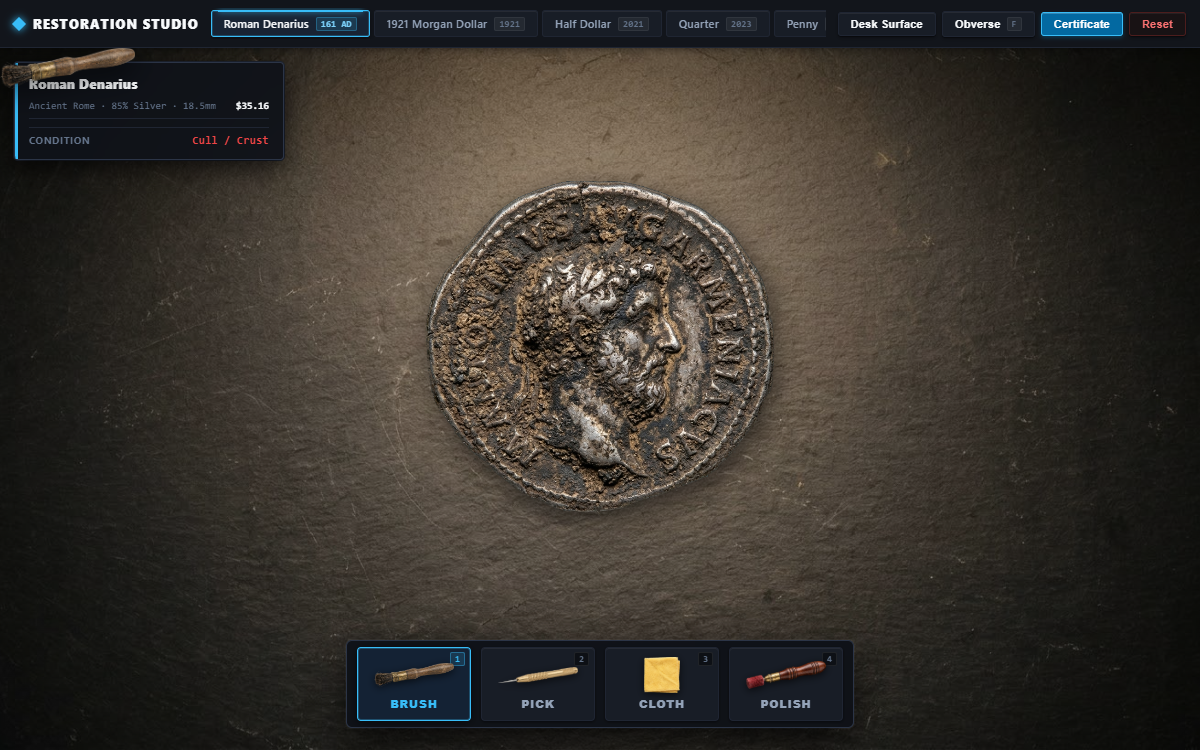 RESTORATION STUDIO
Roman Denarius 161 AD
1921 Morgan Dollar 1921
Half Dollar 2021
Quarter 2023
Penny
Desk Surface
Obverse F
Certificate
Reset
Roman Denarius
Ancient Rome · 85% Silver · 18.5mm $35.16
CONDITION Cull / Crust
CARMENIACVS
1
BRUSH
2
PICK
3
CLOTH
4
POLISH